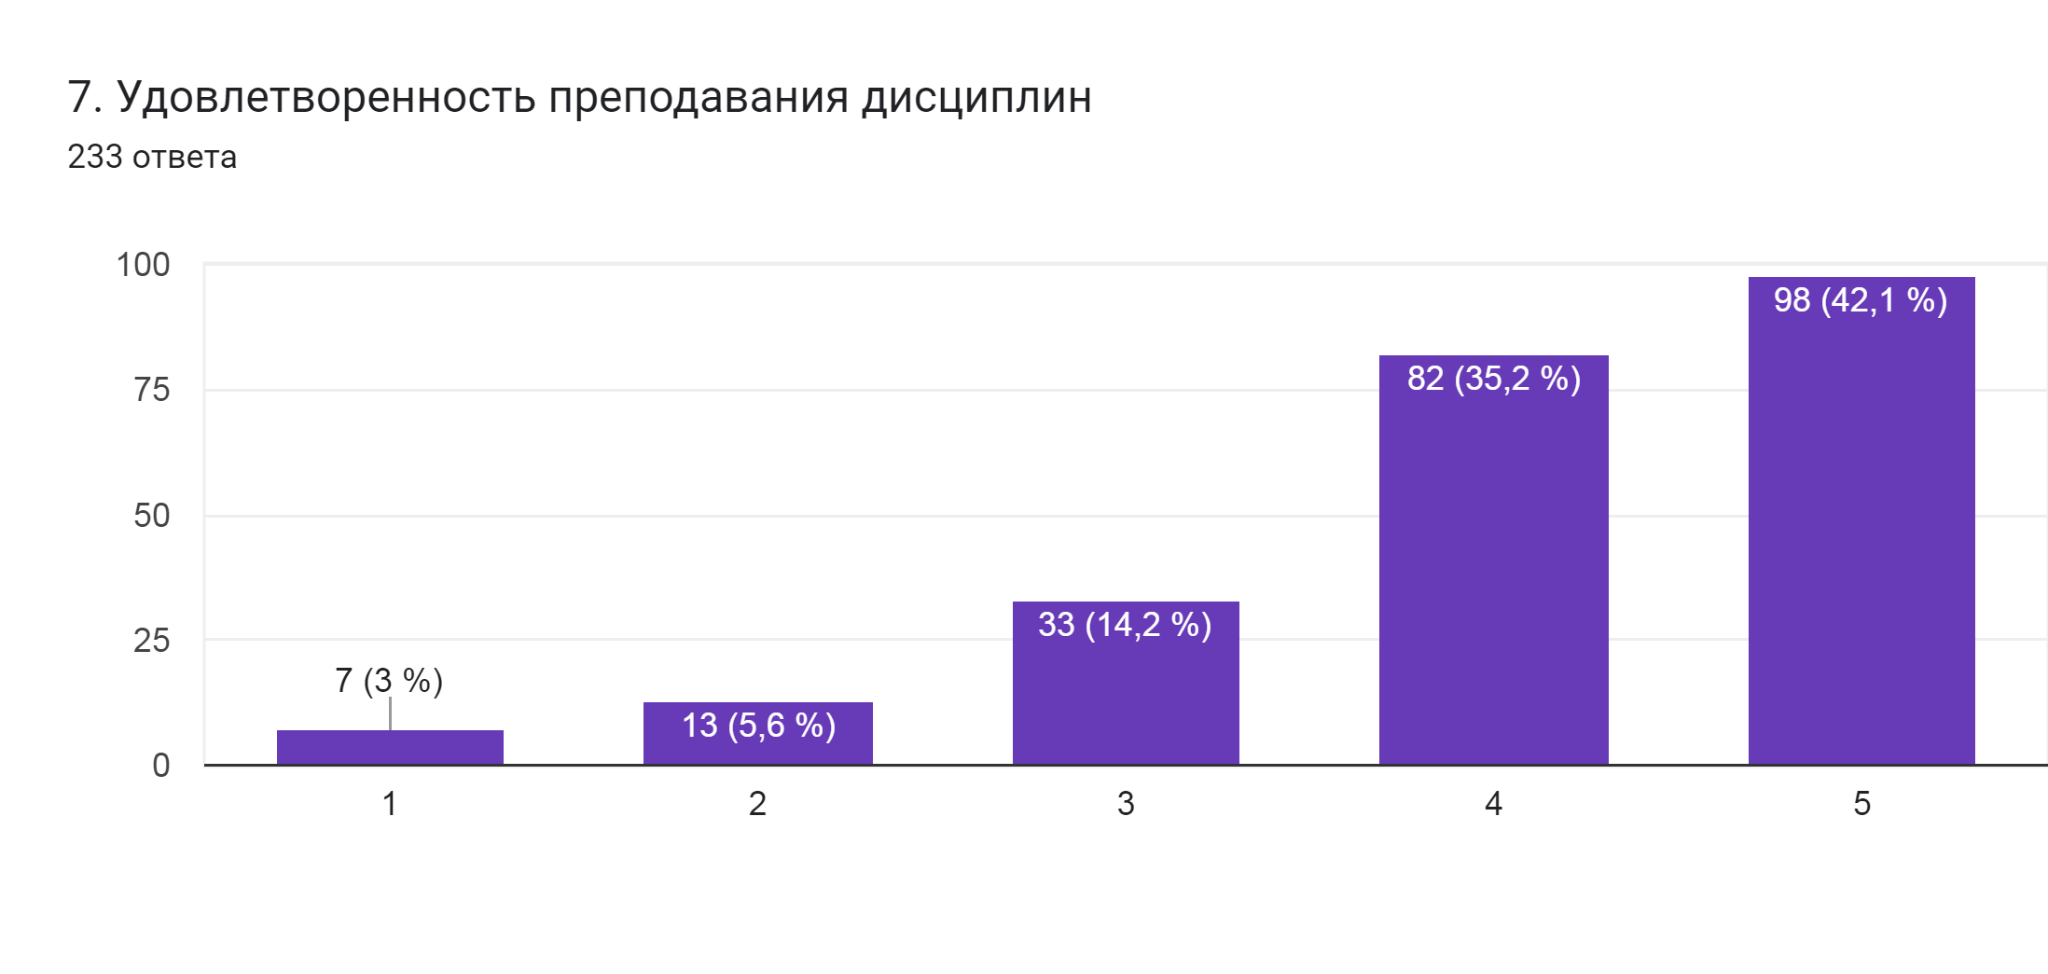 7. Удовлетворенность преподавания дисциплин
233 ответа
100
75
50
25
0
7 (3 %)
13 (5,6 %)
33 (14,2 %)
82 (35,2 %)
98 (42,1 %)
1 2 3 4 5